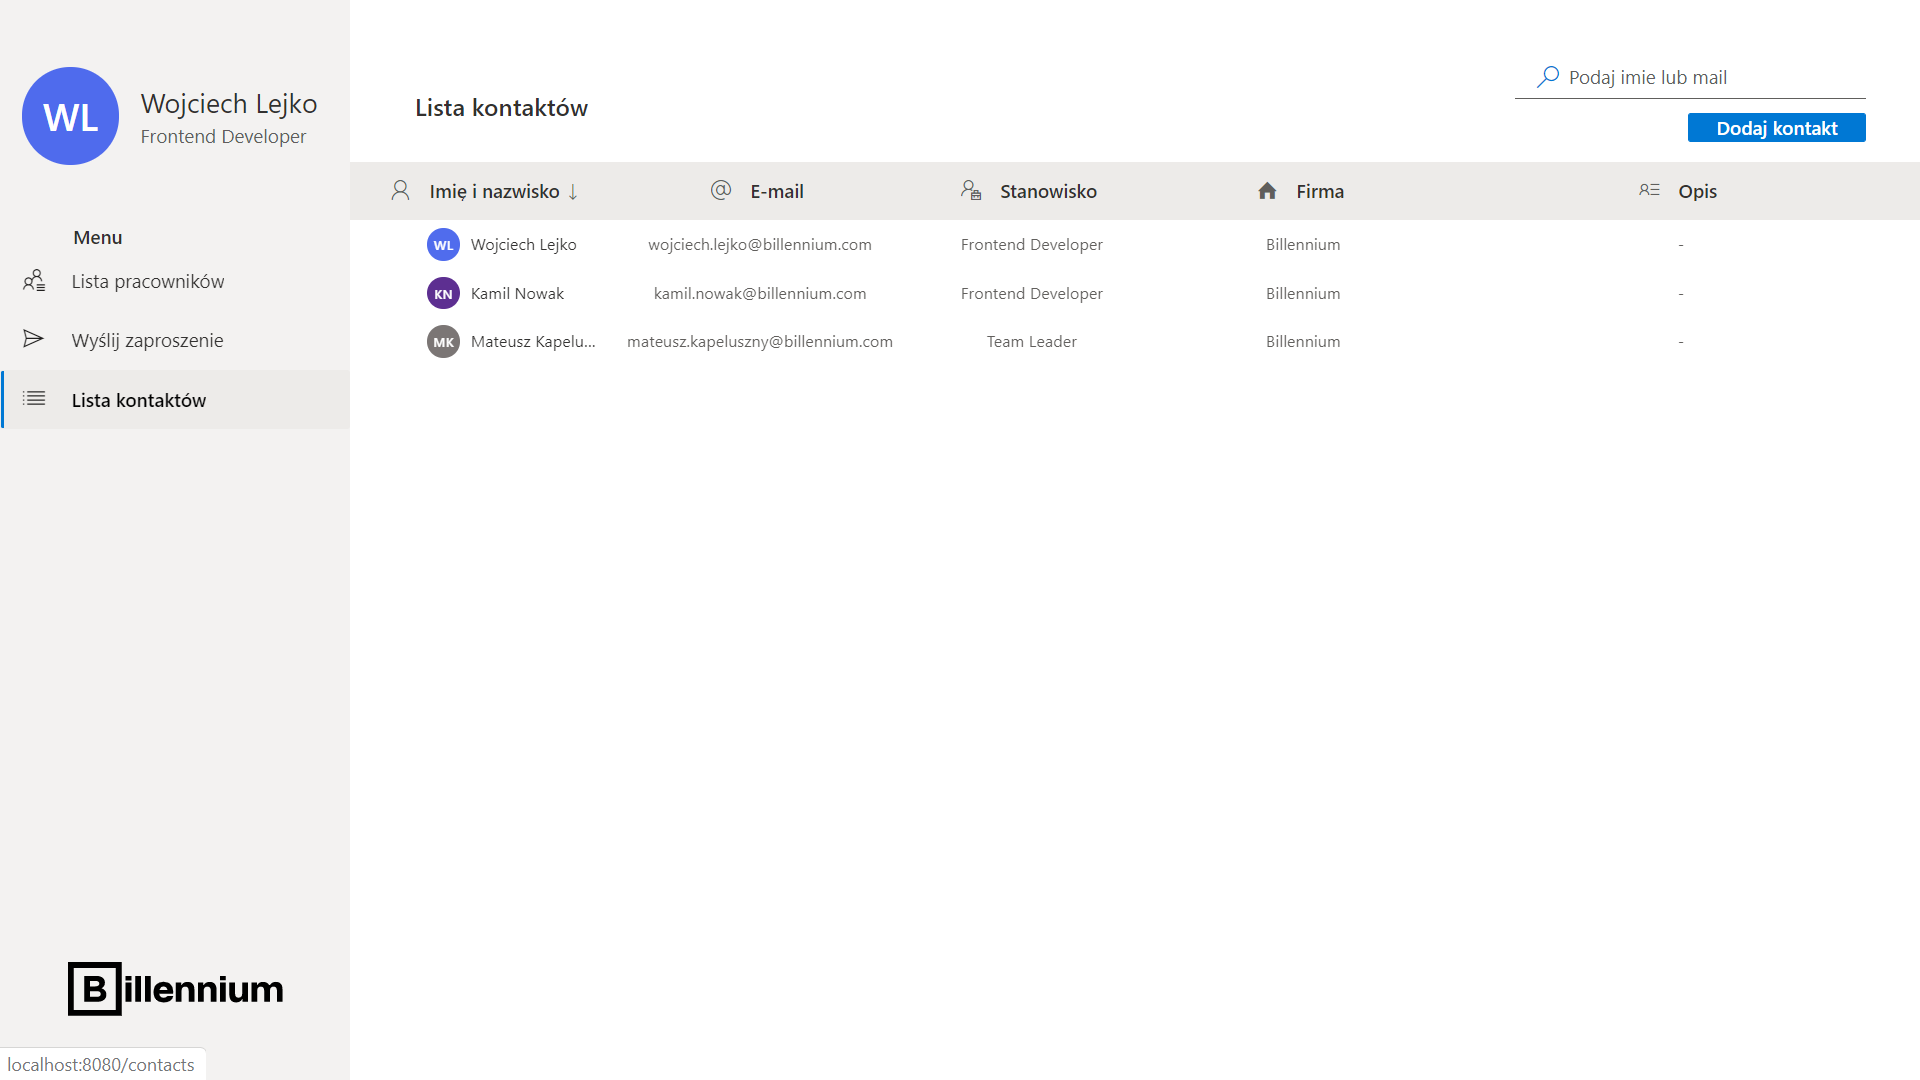 WL
Wojciech Lejko
Frontend Developer
Menu
Lista pracowników
Wyślij zaproszenie
Lista kontaktów
Billennium
localhost:8080/contacts
Lista kontaktów
Podaj imie lub mail
Dodaj kontakt
Imię i nazwisko ↓ E-mail Stanowisko Firma Opis
WL Wojciech Lejko wojciech.lejko@billennium.com Frontend Developer Billennium -
KN Kamil Nowak kamil.nowak@billennium.com Frontend Developer Billennium -
MK Mateusz Kapelu... mateusz.kapeluszny@billennium.com Team Leader Billennium -